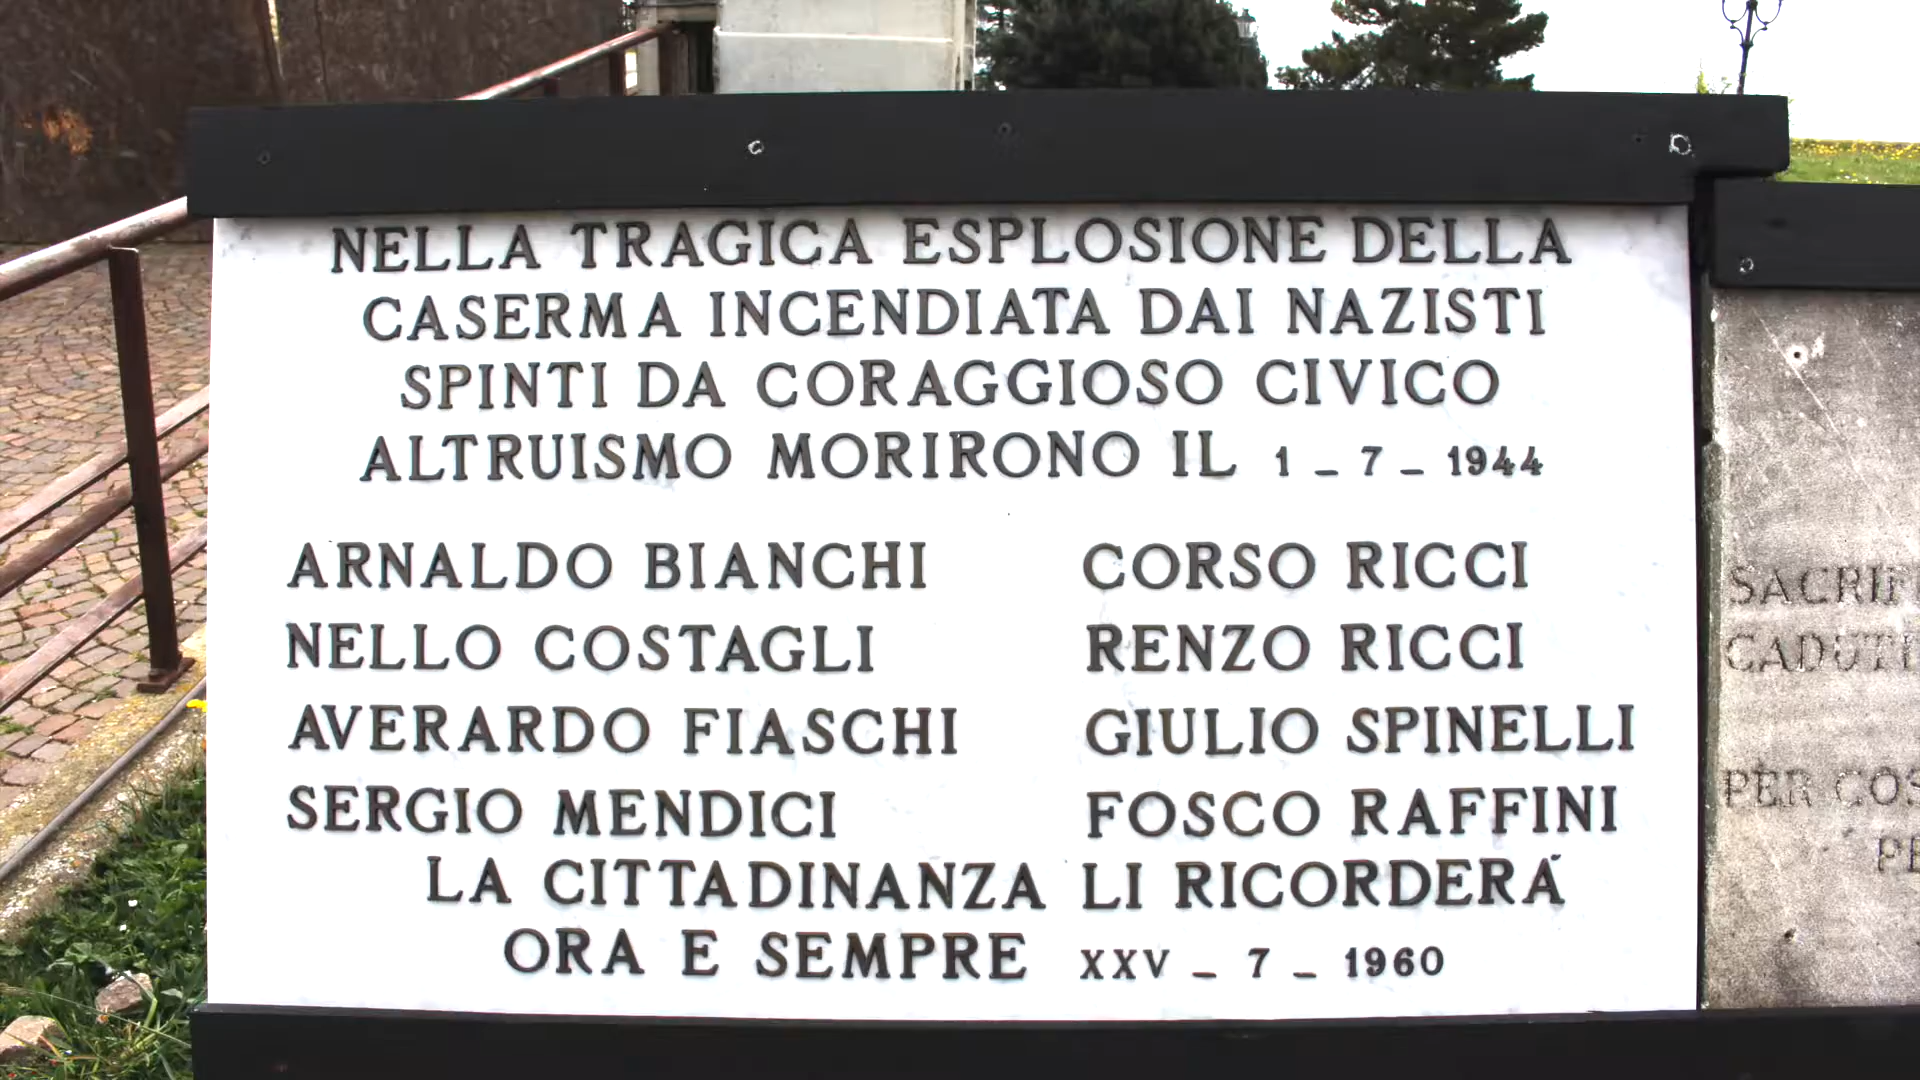 NELLA TRAGICA ESPLOSIONE DELLA
CASERMA INCENDIATA DAI NAZISTI
SPINTI DA CORAGGIOSO CIVICO
ALTRUISMO MORIRONO IL 1 - 7 - 1944
ARNALDO BIANCHI CORSO RICCI
NELLO COSTAGLI RENZO RICCI
AVERARDO FIASCHI GIULIO SPINELLI
SERGIO MENDICI FOSCO RAFFINI
LA CITTADINANZA LI RICORDERÁ
ORA E SEMPRE XXV - 7 - 1960
PER